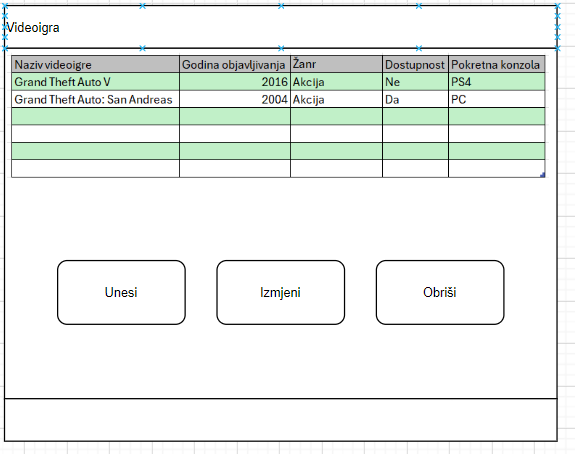 Videoigra
Naziv videoigre Godina objavljivanja Žanr Dostupnost Pokretna konzola
Grand Theft Auto V 2016 Akcija Ne PS4
Grand Theft Auto: San Andreas 2004 Akcija Da PC
Unesi Izmjeni Obriši